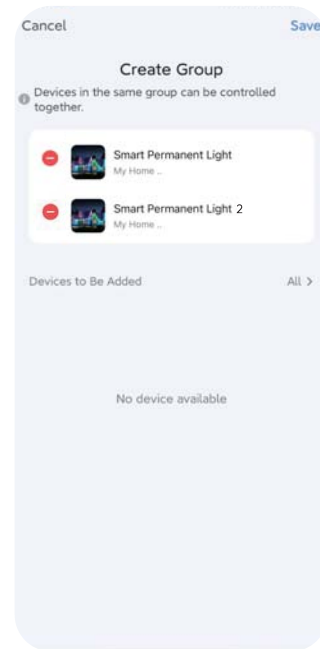 Cancel Save
Create Group
Devices in the same group can be controlled
together.
Smart Permanent Light
My Home ..
Smart Permanent Light 2
My Home ..
Devices to Be Added All >
No device available